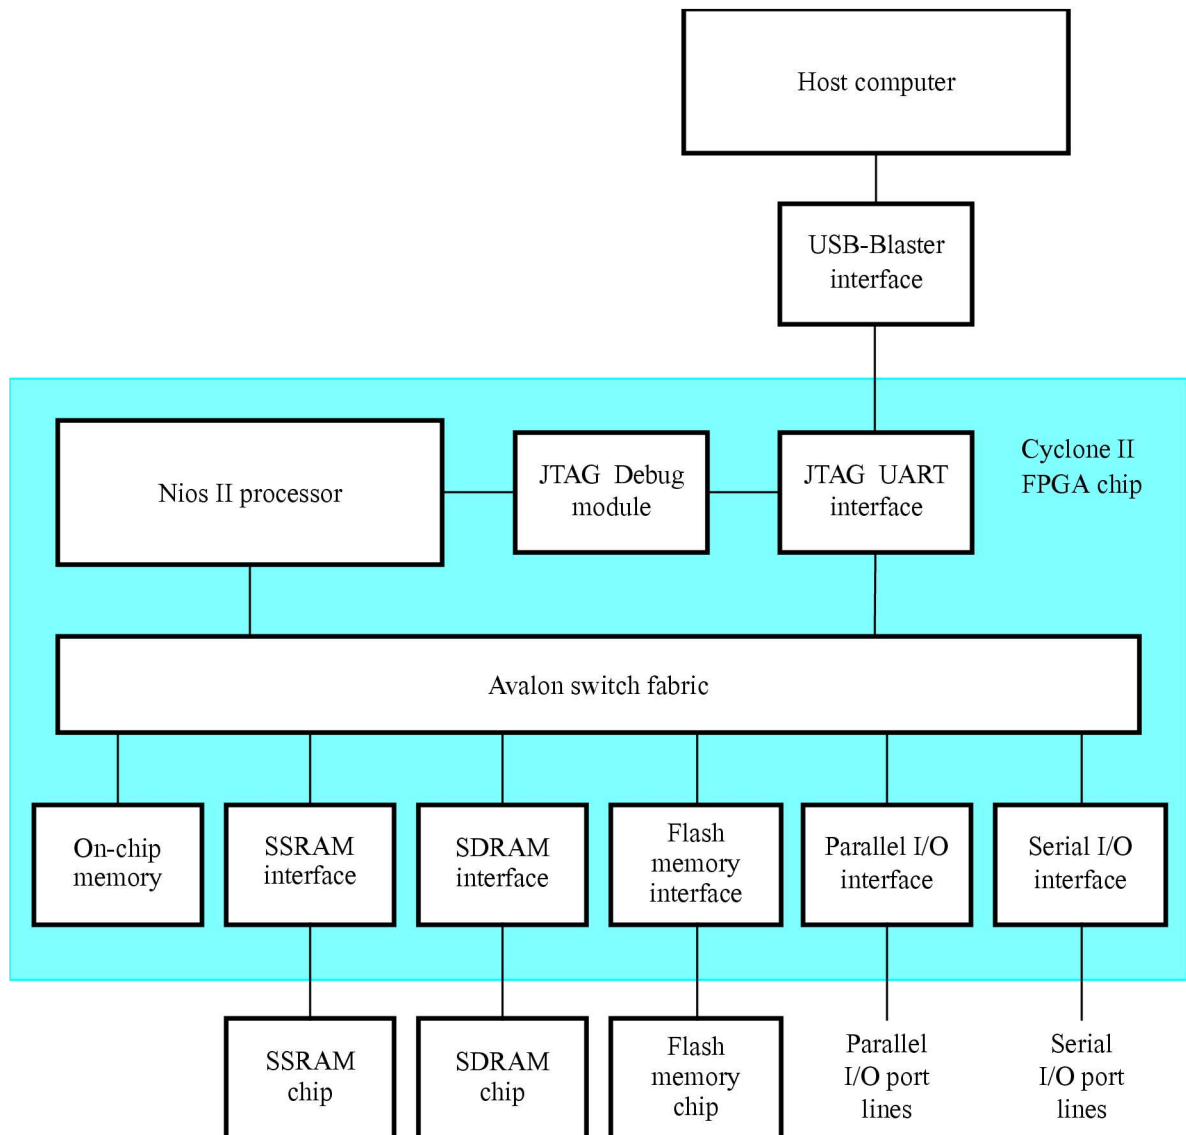 Host computer
USB-Blaster
interface
Cyclone II
FPGA chip
Nios II processor
JTAG Debug
module
JTAG UART
interface
Avalon switch fabric
On-chip
memory
SSRAM
interface
SDRAM
interface
Flash
memory
interface
Parallel I/O
interface
Serial I/O
interface
SSRAM
chip
SDRAM
chip
Flash
memory
chip
Parallel
I/O port
lines
Serial
I/O port
lines